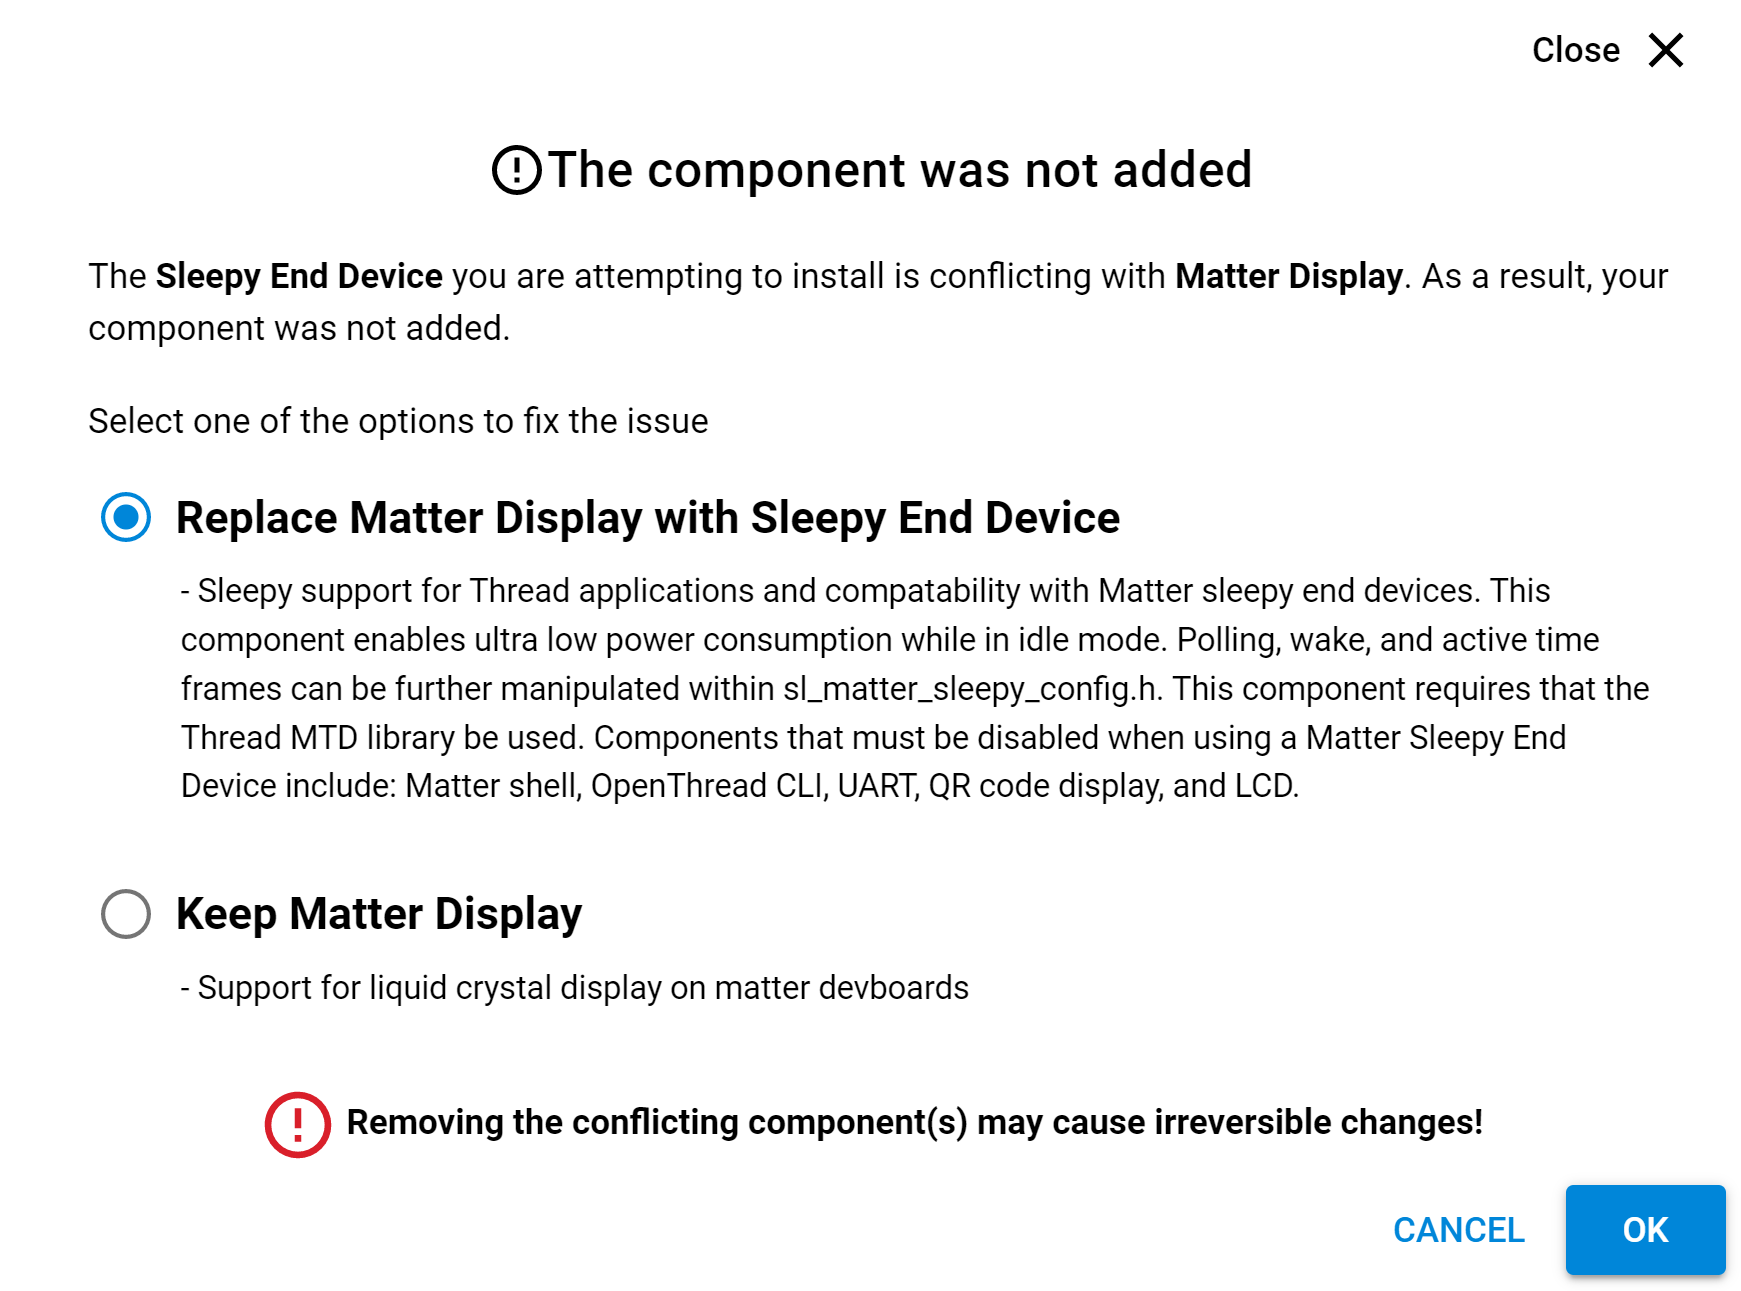 Close
The component was not added
The Sleepy End Device you are attempting to install is conflicting with Matter Display. As a result, your
component was not added.
Select one of the options to fix the issue
Replace Matter Display with Sleepy End Device
- Sleepy support for Thread applications and compatability with Matter sleepy end devices. This
component enables ultra low power consumption while in idle mode. Polling, wake, and active time
frames can be further manipulated within sl_matter_sleepy_config.h. This component requires that the
Thread MTD library be used. Components that must be disabled when using a Matter Sleepy End
Device include: Matter shell, OpenThread CLI, UART, QR code display, and LCD.
Keep Matter Display
- Support for liquid crystal display on matter devboards
Removing the conflicting component(s) may cause irreversible changes!
CANCEL OK